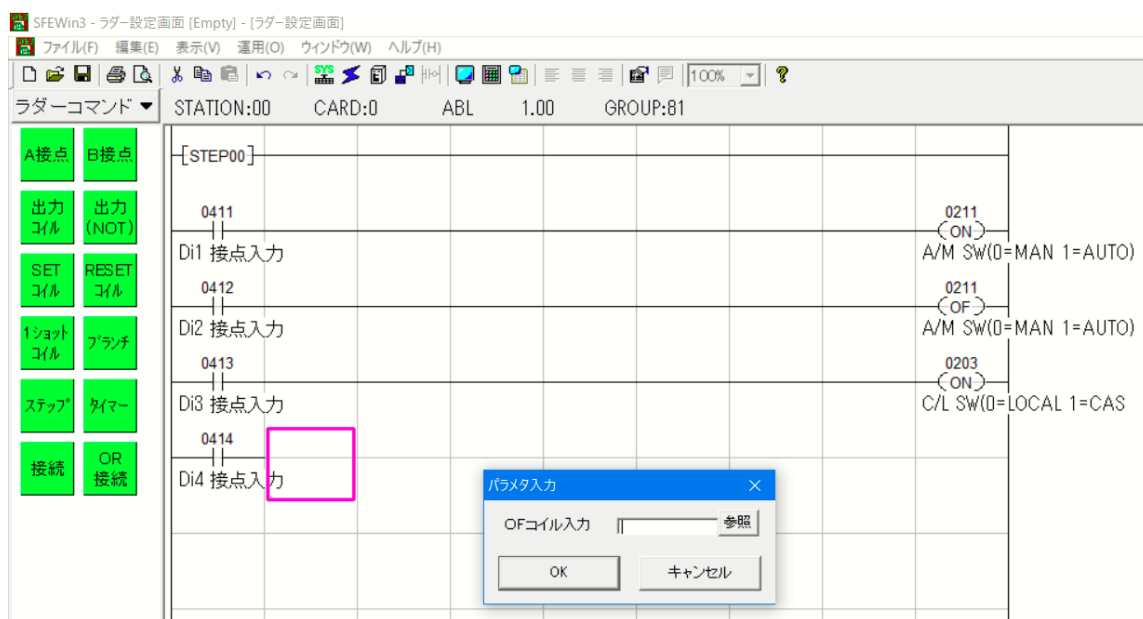 SFEWin3 - ラダー設定画面 [Empty] - [ラダー設定画面]
ファイル(F) 編集(E) 表示(V) 運用(O) ウィンドウ(W) ヘルプ(H)
SYS 100%
ラダーコマンド STATION:00 CARD:0 ABL 1.00 GROUP:81
A接点 B接点
STEP00
出力コイル 出力(NOT)
0411 0211
ON
Di1 接点入力 A/M SW(0=MAN 1=AUTO)
SETコイル RESETコイル
0412 0211
OF
Di2 接点入力 A/M SW(0=MAN 1=AUTO)
1ショットコイル ブランチ
0413 0203
ON
Di3 接点入力 C/L SW(0=LOCAL 1=CAS
ステップ タイマー
0414
Di4 接点入力
接続 OR接続
パラメタ入力
OFコイル入力 参照
OK キャンセル